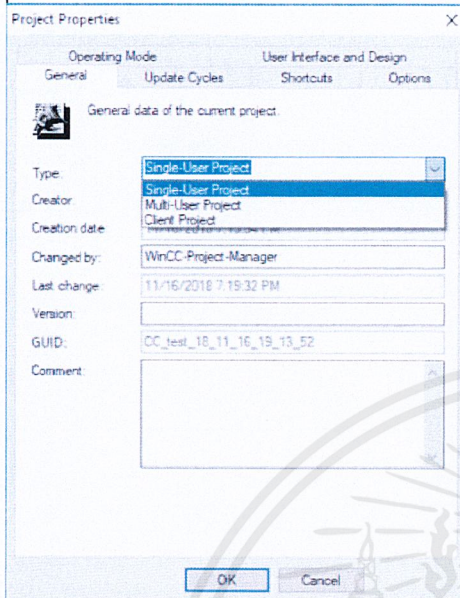 Project Properties
Operating Mode
User Interface and Design
General
Update Cycles
Shortcuts
Options
General data of the current project.
Type:
Single-User Project
Single-User Project
Multi-User Project
Client Project
Creator:
Creation date:
Changed by:
WinCC-Project-Manager
Last change:
11/16/2018 7:19:32 PM
Version:
GUID:
CC_test_18_11_16_19_13_52
Comment:
OK
Cancel